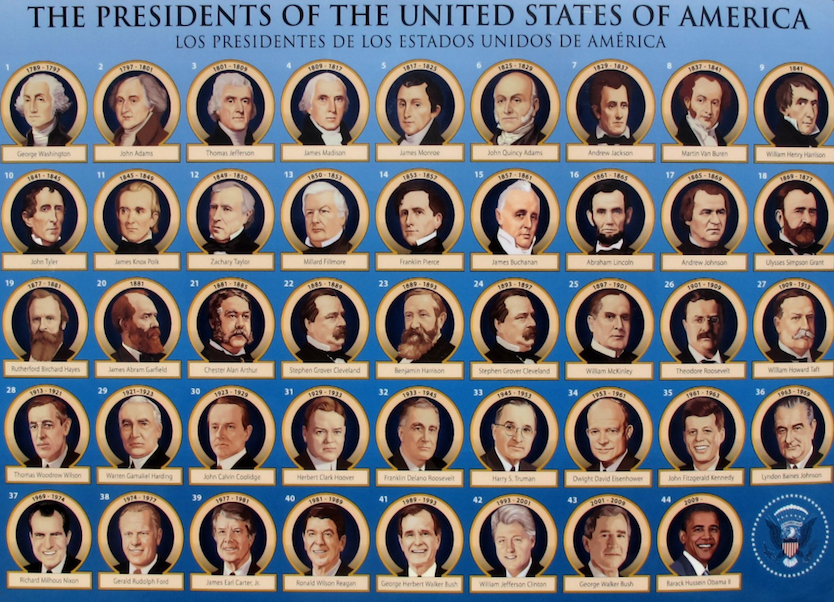 THE PRESIDENTS OF THE UNITED STATES OF AMERICA
LOS PRESIDENTES DE LOS ESTADOS UNIDOS DE AMÉRICA
1
1789 - 1797
George Washington
2
1797 - 1801
John Adams
3
1801 - 1809
Thomas Jefferson
4
1809 - 1817
James Madison
5
1817 - 1825
James Monroe
6
1825 - 1829
John Quincy Adams
7
1829 - 1837
Andrew Jackson
8
1837 - 1841
Martin Van Buren
9
1841
William Henry Harrison
10
1841 - 1845
John Tyler
11
1845 - 1849
James Knox Polk
12
1849 - 1850
Zachary Taylor
13
1850 - 1853
Millard Fillmore
14
1853 - 1857
Franklin Pierce
15
1857 - 1861
James Buchanan
16
1861 - 1865
Abraham Lincoln
17
1865 - 1869
Andrew Johnson
18
1869 - 1877
Ulysses Simpson Grant
19
1877 - 1881
Rutherford Birchard Hayes
20
1881
James Abram Garfield
21
1881 - 1885
Chester Alan Arthur
22
1885 - 1889
Stephen Grover Cleveland
23
1889 - 1893
Benjamin Harrison
24
1893 - 1897
Stephen Grover Cleveland
25
1897 - 1901
William McKinley
26
1901 - 1909
Theodore Roosevelt
27
1909 - 1913
William Howard Taft
28
1913 - 1921
Thomas Woodrow Wilson
29
1921 - 1923
Warren Gamaliel Harding
30
1923 - 1929
John Calvin Coolidge
31
1929 - 1933
Herbert Clark Hoover
32
1933 - 1945
Franklin Delano Roosevelt
33
1945 - 1953
Harry S. Truman
34
1953 - 1961
Dwight David Eisenhower
35
1961 - 1963
John Fitzgerald Kennedy
36
1963 - 1969
Lyndon Baines Johnson
37
1969 - 1974
Richard Milhous Nixon
38
1974 - 1977
Gerald Rudolph Ford
39
1977 - 1981
James Earl Carter, Jr.
40
1981 - 1989
Ronald Wilson Reagan
41
1989 - 1993
George Herbert Walker Bush
42
1993 - 2001
William Jefferson Clinton
43
2001 - 2009
George Walker Bush
44
2009 -
Barack Hussein Obama II